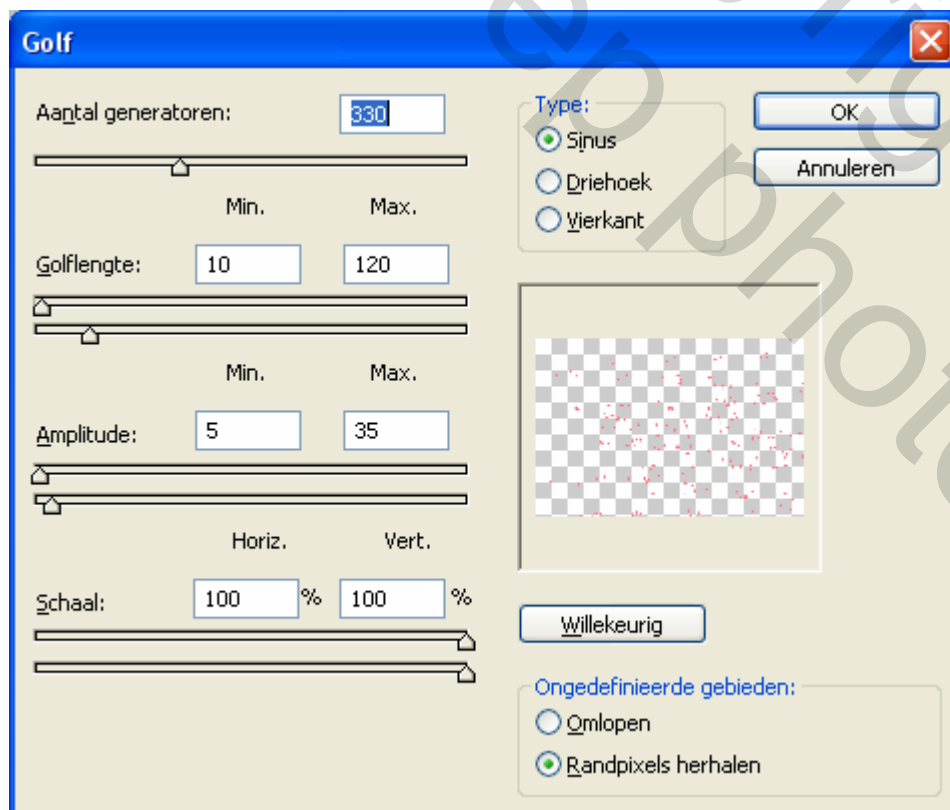 Golf
Aantal generatoren: 330
Min. Max.
Golflengte: 10 120
Min. Max.
Amplitude: 5 35
Horiz. Vert.
Schaal: 100 % 100 %
Type:
Sinus
Driehoek
Vierkant
OK
Annuleren
Willekeurig
Ongedefinieerde gebieden:
Omlopen
Randpixels herhalen